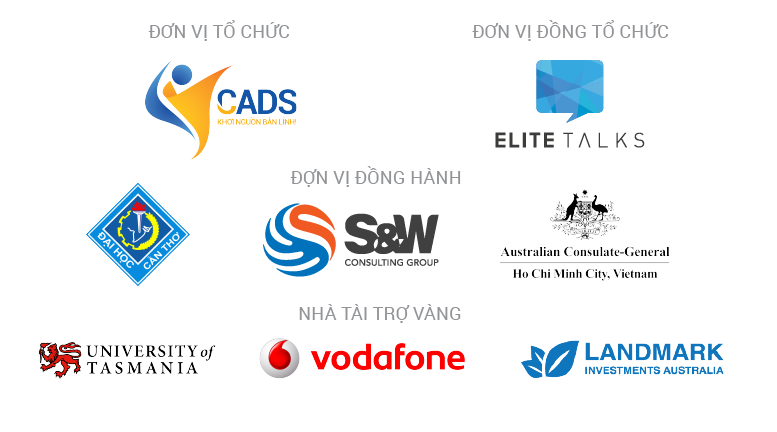 ĐƠN VỊ TỔ CHỨC
ĐƠN VỊ ĐỒNG TỔ CHỨC
CADS
KHƠI NGUỒN BẢN LĨNH!
ELITE TALKS
ĐƠN VỊ ĐỒNG HÀNH
ĐẠI HỌC
CẦN THƠ
S&W
CONSULTING GROUP
Australian Consulate-General
Ho Chi Minh City, Vietnam
NHÀ TÀI TRỢ VÀNG
UNIVERSITY of
TASMANIA
vodafone
LANDMARK
INVESTMENTS AUSTRALIA